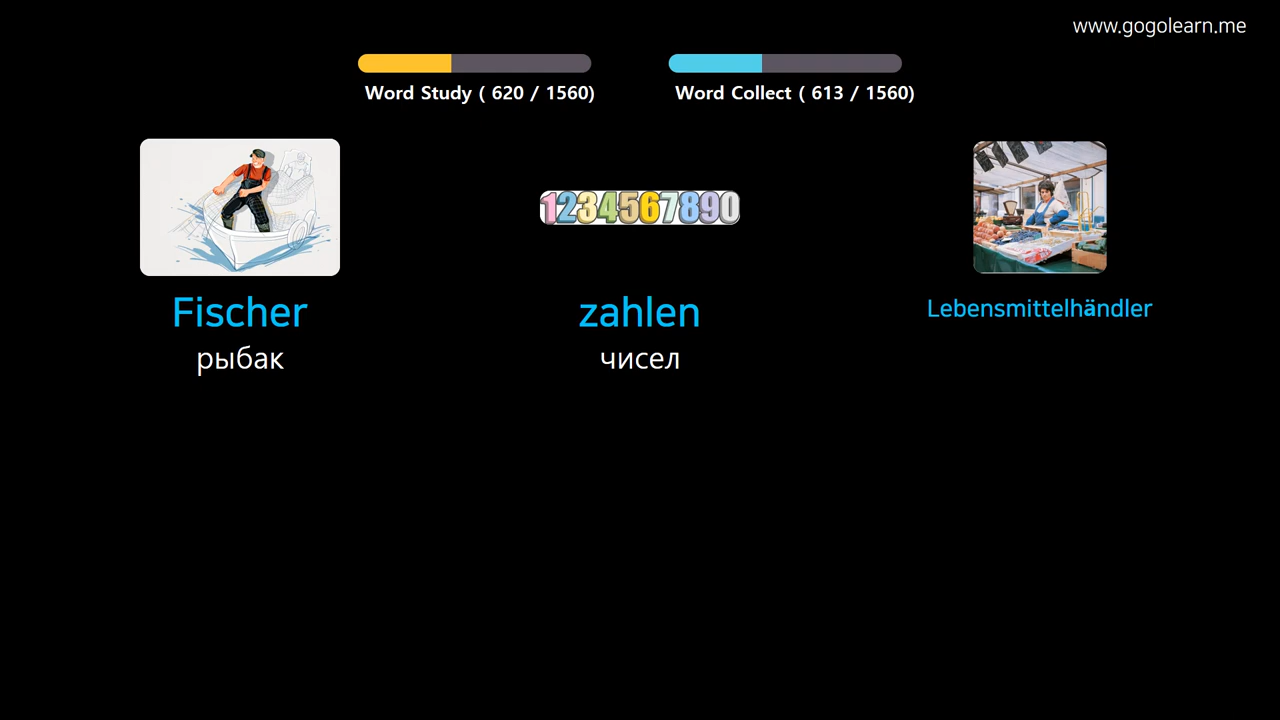 www.gogolearn.me
Word Study ( 620 / 1560)
Word Collect ( 613 / 1560)
1234567890
Fischer
рыбак
zahlen
чисел
Lebensmittelhändler